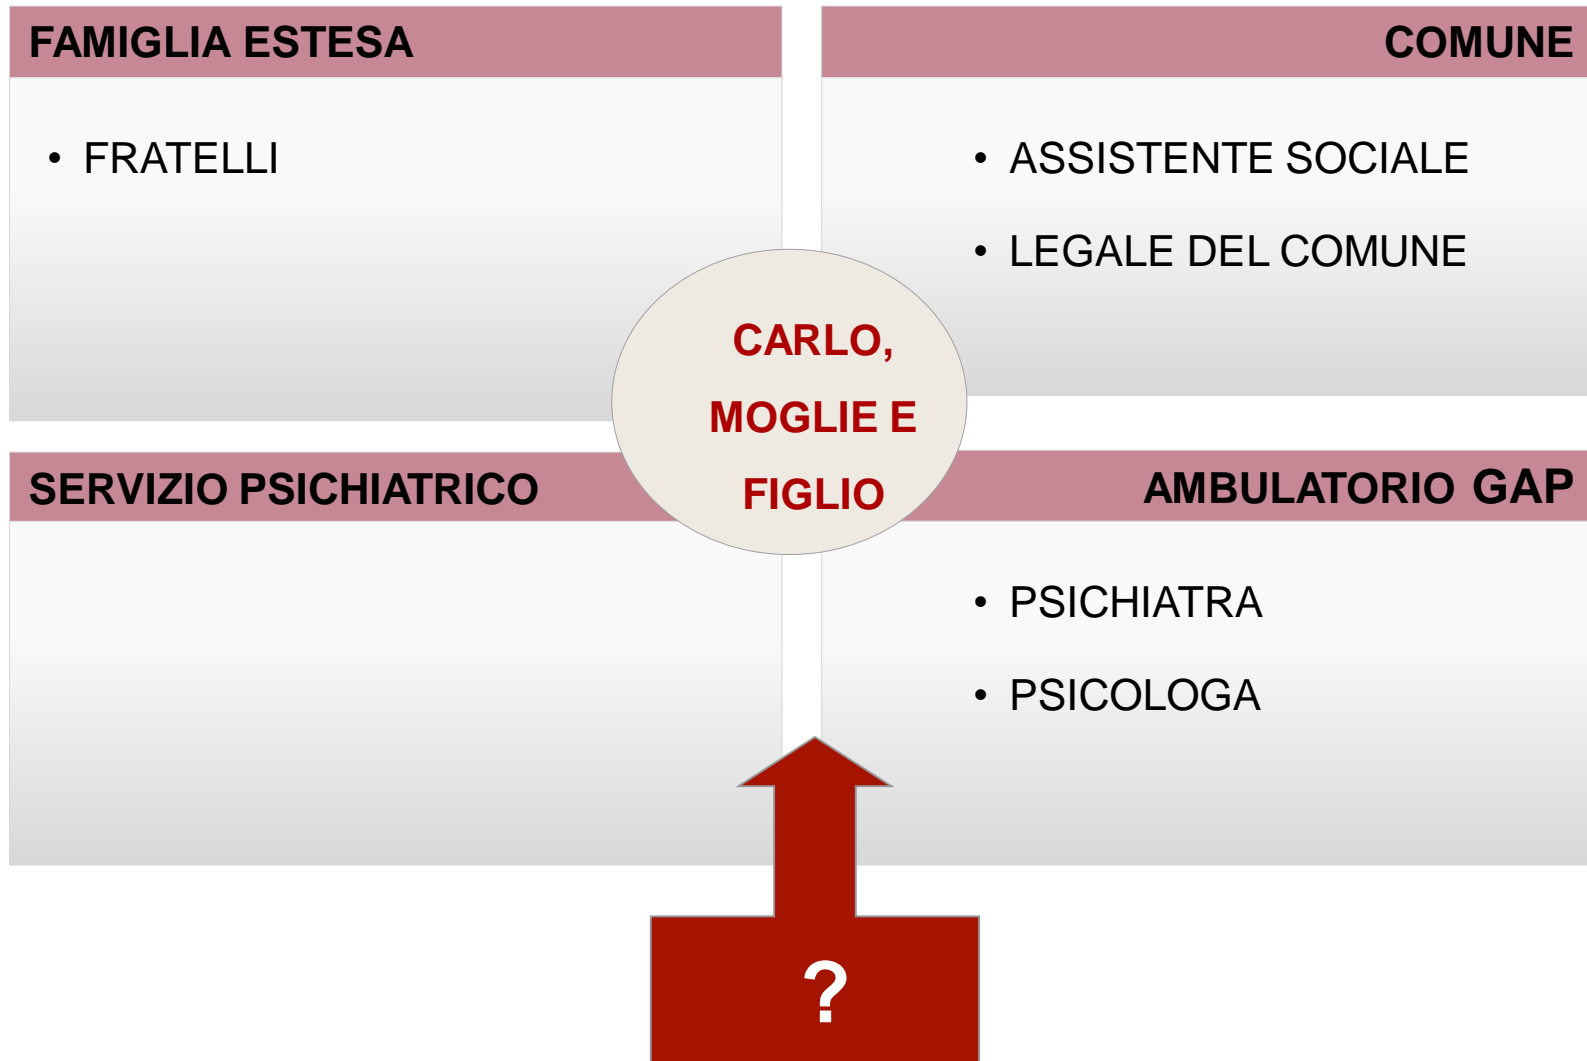 FAMIGLIA ESTESA
• FRATELLI
COMUNE
• ASSISTENTE SOCIALE
• LEGALE DEL COMUNE
CARLO,
MOGLIE E
FIGLIO
SERVIZIO PSICHIATRICO
AMBULATORIO GAP
• PSICHIATRA
• PSICOLOGA
?